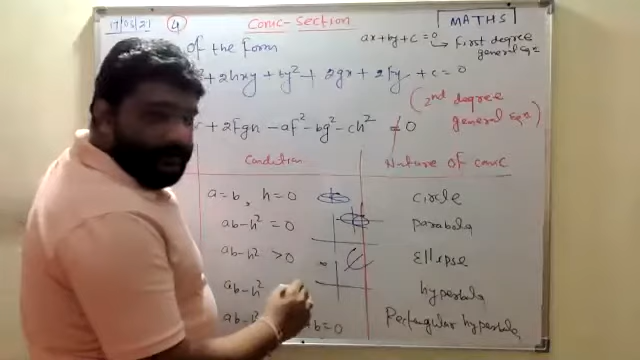 17/05/21 4 Conic-Section MATHS
of the Form ax+by+c=0 → First degree general eqn
² + 2hxy + by² + 2gx + 2fy + c = 0
(2nd degree general eqn)
+ 2Fgh - aF² - bg² - ch² ≠ 0
Condition Nature of conic
a=b, h=0 circle
ab-h² = 0 parabola
ab-h² > 0 Ellipse
ab-h² hyperbola
ab-h² ab=0 Rectangular hyperbola